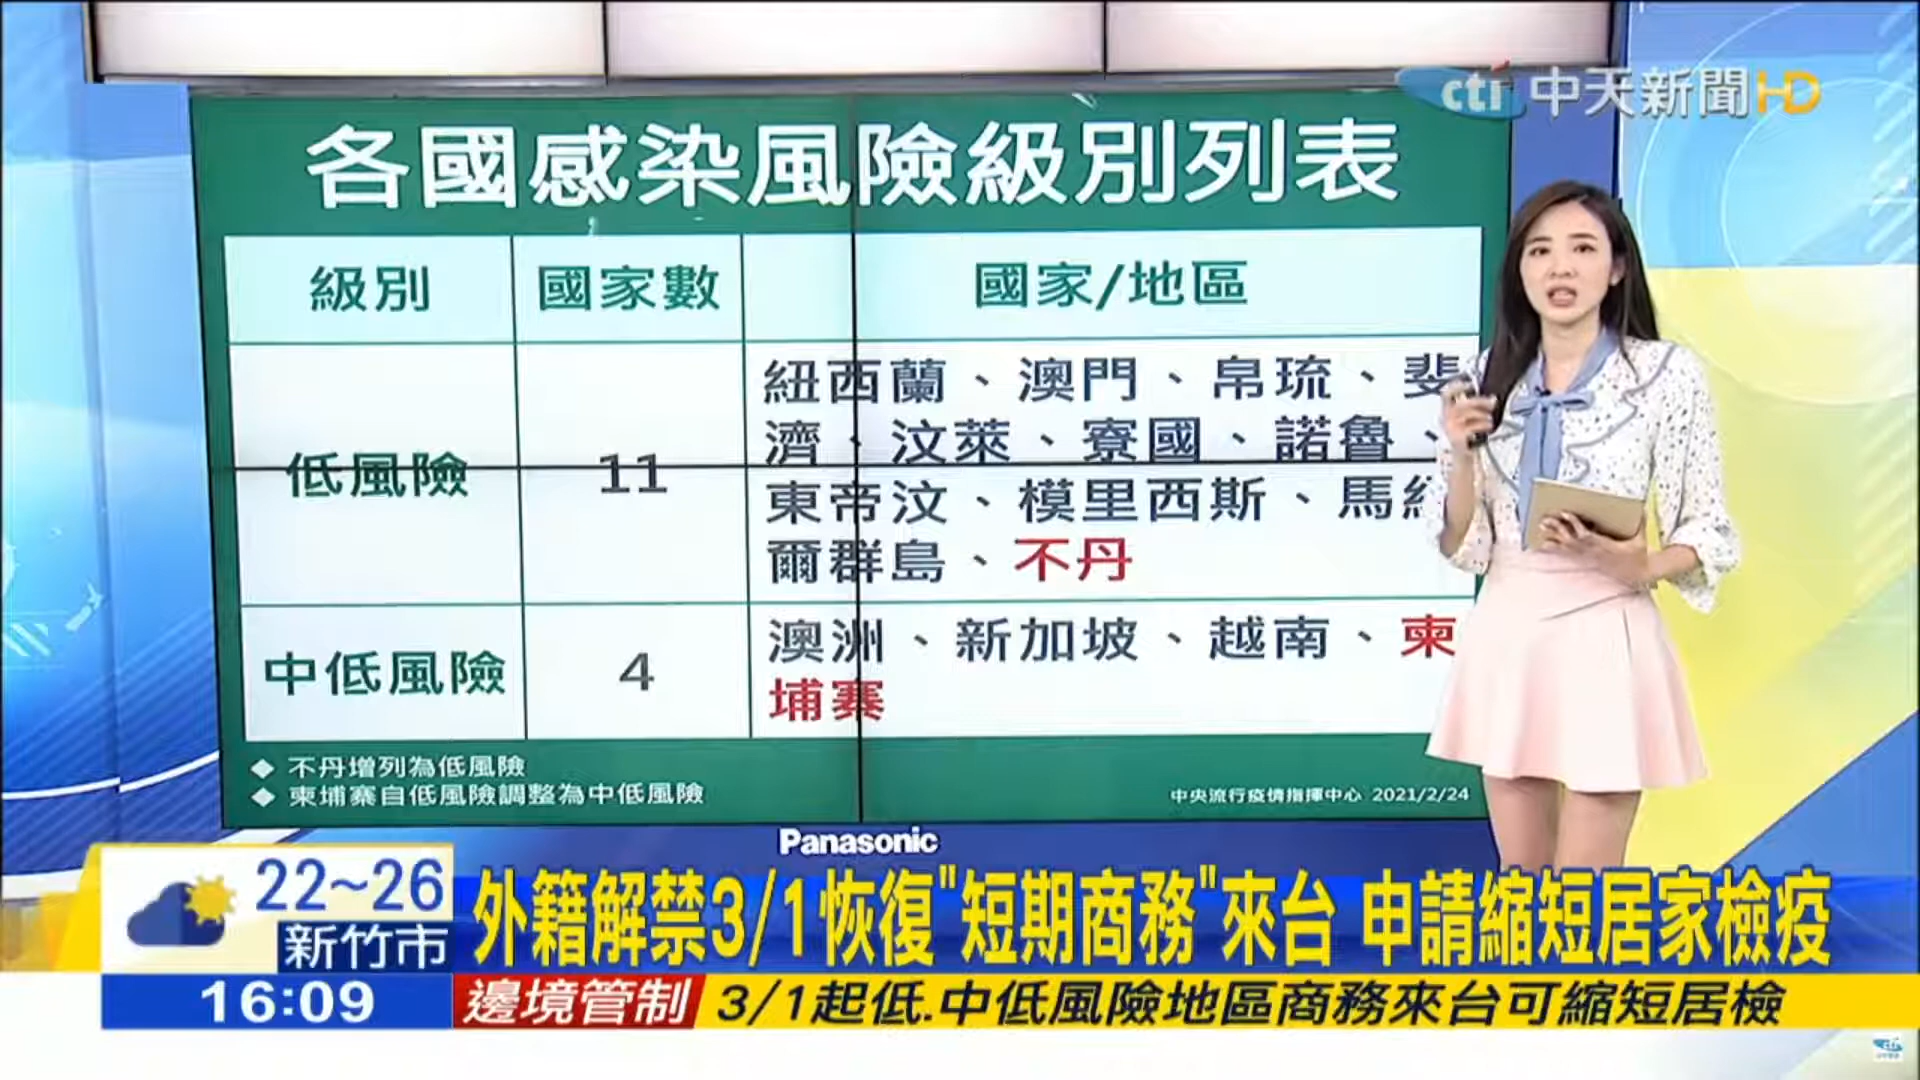 cti 中天新聞HD
各國感染風險級別列表
級別 國家數 國家/地區
低風險 11
紐西蘭、澳門、帛琉、斐
濟、汶萊、寮國、諾魯、
東帝汶、模里西斯、馬紹
爾群島、不丹
中低風險 4
澳洲、新加坡、越南、柬
埔寨
◆ 不丹增列為低風險
◆ 柬埔寨自低風險調整為中低風險
中央流行疫情指揮中心 2021/2/24
Panasonic
22~26
新竹市
外籍解禁3/1恢復"短期商務"來台 申請縮短居家檢疫
16:09
邊境管制
3/1起低.中低風險地區商務來台可縮短居檢
cti